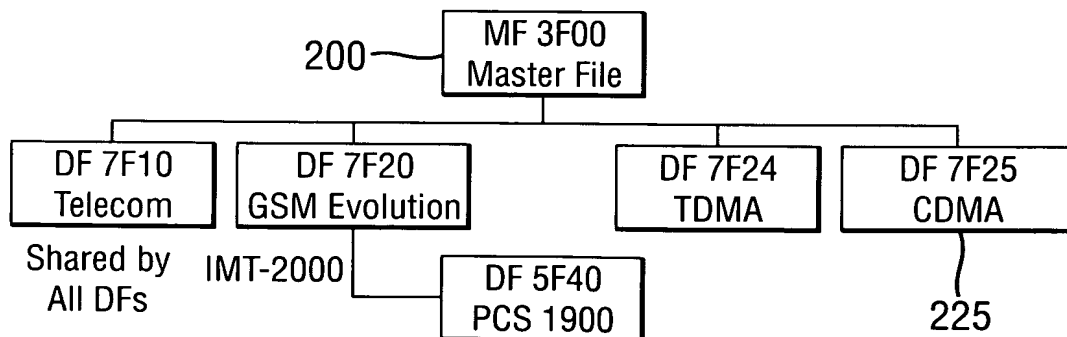 MF 3F00
Master File
200
DF 7F10
Telecom
DF 7F20
GSM Evolution
DF 7F24
TDMA
DF 7F25
CDMA
Shared by
All DFs
IMT-2000
DF 5F40
PCS 1900
225